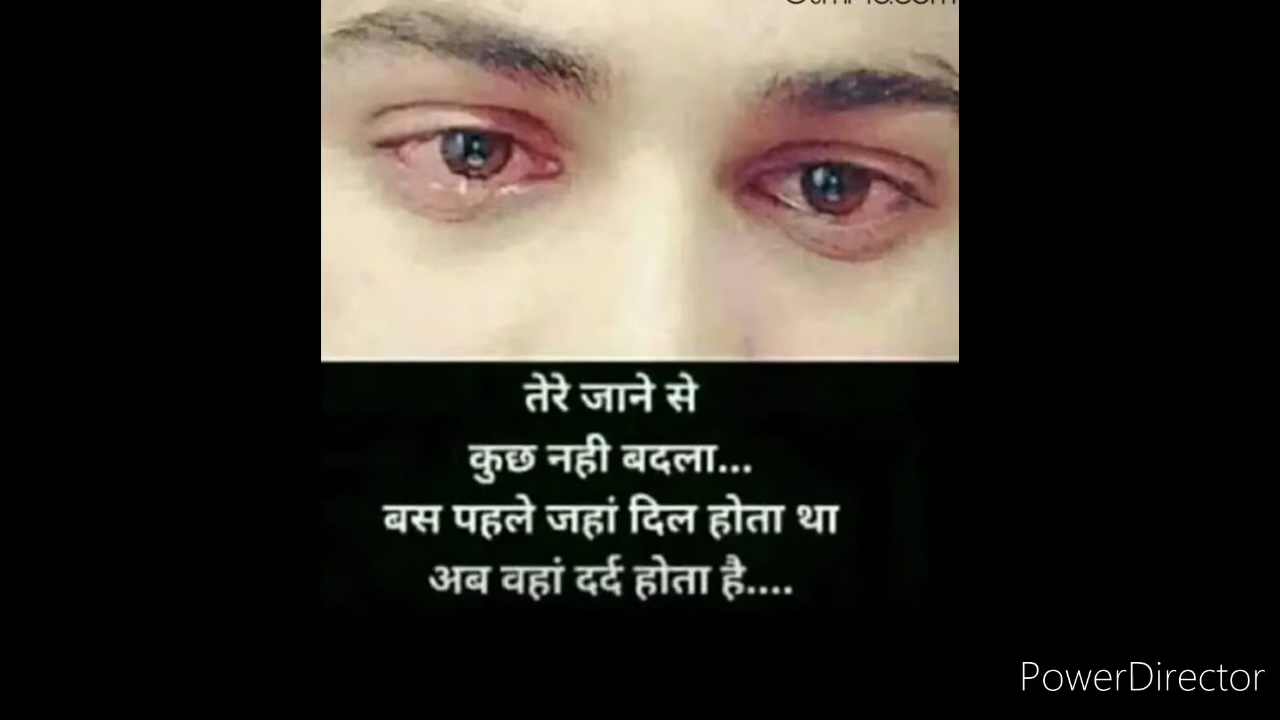 तेरे जाने से
कुछ नही बदला...
बस पहले जहां दिल होता था
अब वहां दर्द होता है....
PowerDirector